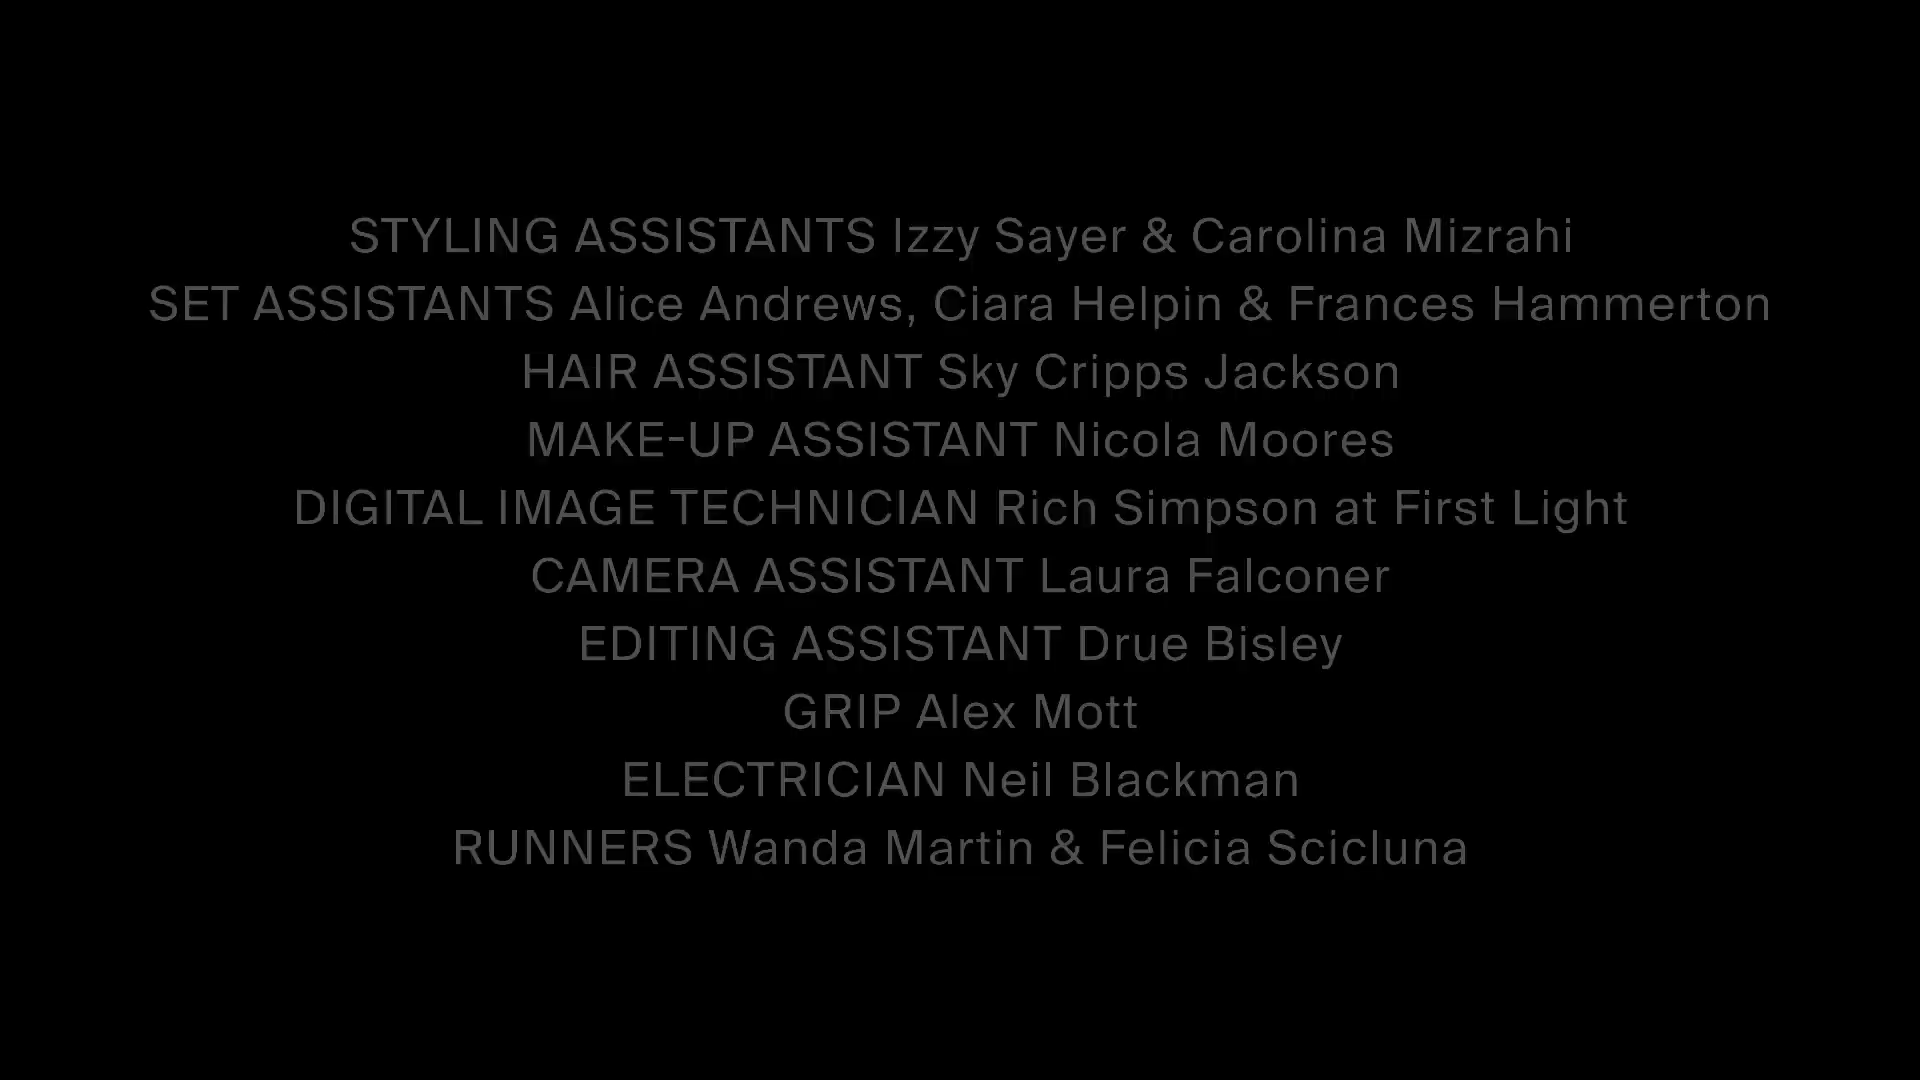 STYLING ASSISTANTS Izzy Sayer & Carolina Mizrahi
SET ASSISTANTS Alice Andrews, Ciara Helpin & Frances Hammerton
HAIR ASSISTANT Sky Cripps Jackson
MAKE-UP ASSISTANT Nicola Moores
DIGITAL IMAGE TECHNICIAN Rich Simpson at First Light
CAMERA ASSISTANT Laura Falconer
EDITING ASSISTANT Drue Bisley
GRIP Alex Mott
ELECTRICIAN Neil Blackman
RUNNERS Wanda Martin & Felicia Scicluna